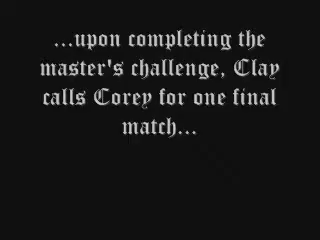 ...upon completing the
master's challenge, Clay
calls Corey for one final
match...